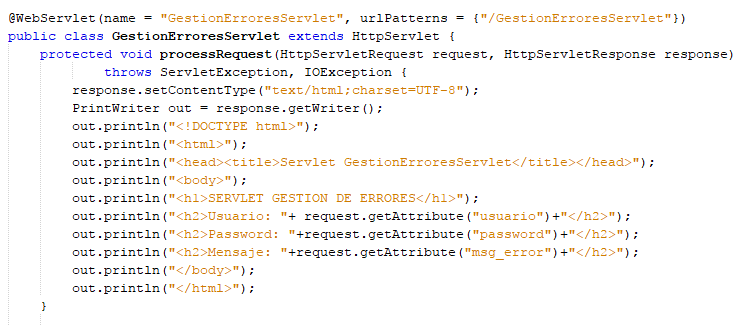 @WebServlet(name = "GestionErroresServlet", urlPatterns = {"/GestionErroresServlet"})
public class GestionErroresServlet extends HttpServlet {
    protected void processRequest(HttpServletRequest request, HttpServletResponse response)
            throws ServletException, IOException {
        response.setContentType("text/html;charset=UTF-8");
        PrintWriter out = response.getWriter();
        out.println("<!DOCTYPE html>");
        out.println("<html>");
        out.println("<head><title>Servlet GestionErroresServlet</title></head>");
        out.println("<body>");
        out.println("<h1>SERVLET GESTION DE ERRORES</h1>");
        out.println("<h2>Usuario: "+ request.getAttribute("usuario")+"</h2>");
        out.println("<h2>Password: "+request.getAttribute("password")+"</h2>");
        out.println("<h2>Mensaje: "+request.getAttribute("msg_error")+"</h2>");
        out.println("</body>");
        out.println("</html>");
    }